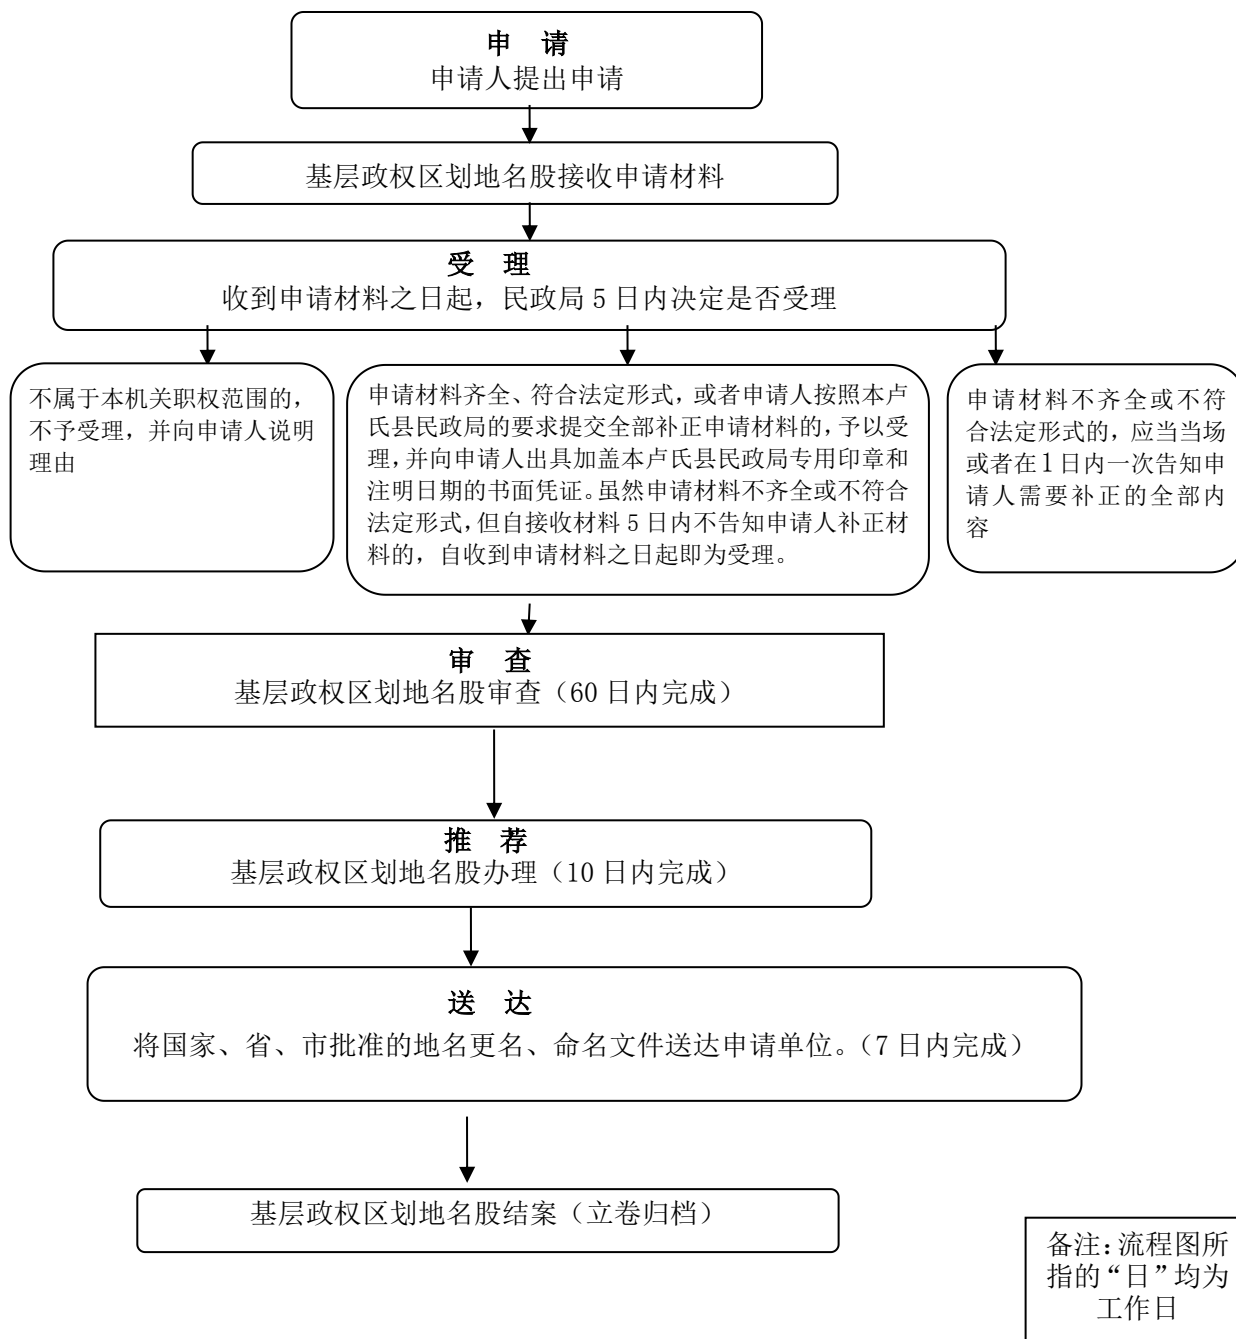 申 请
申请人提出申请
基层政权区划地名股接收申请材料
受 理
收到申请材料之日起，民政局 5 日内决定是否受理
不属于本机关职权范围的，
不予受理，并向申请人说明
理由
申请材料齐全、符合法定形式，或者申请人按照本卢
氏县民政局的要求提交全部补正申请材料的，予以受
理，并向申请人出具加盖本卢氏县民政局专用印章和
注明日期的书面凭证。虽然申请材料不齐全或不符合
法定形式，但自接收材料 5 日内不告知申请人补正材
料的，自收到申请材料之日起即为受理。
申请材料不齐全或不符
合法定形式的，应当当场
或者在 1 日内一次告知申
请人需要补正的全部内
容
审 查
基层政权区划地名股审查（60 日内完成）
推 荐
基层政权区划地名股办理（10 日内完成）
送 达
将国家、省、市批准的地名更名、命名文件送达申请单位。（7 日内完成）
基层政权区划地名股结案（立卷归档）
备注：流程图所
指的“日”均为
工作日